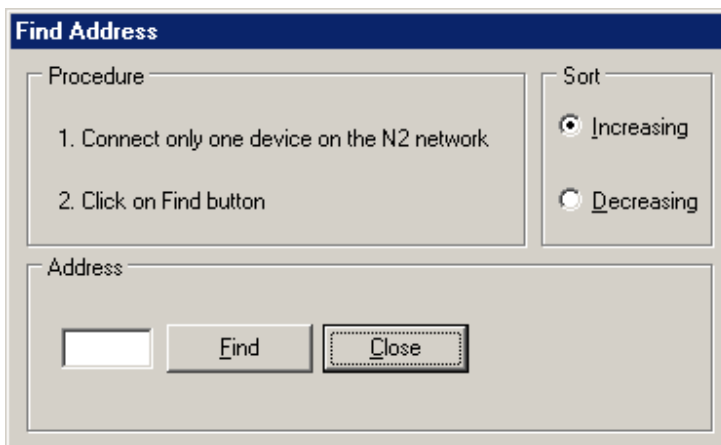 Find Address
Procedure
1. Connect only one device on the N2 network
2. Click on Find button
Sort
Increasing
Decreasing
Address
Find
Close